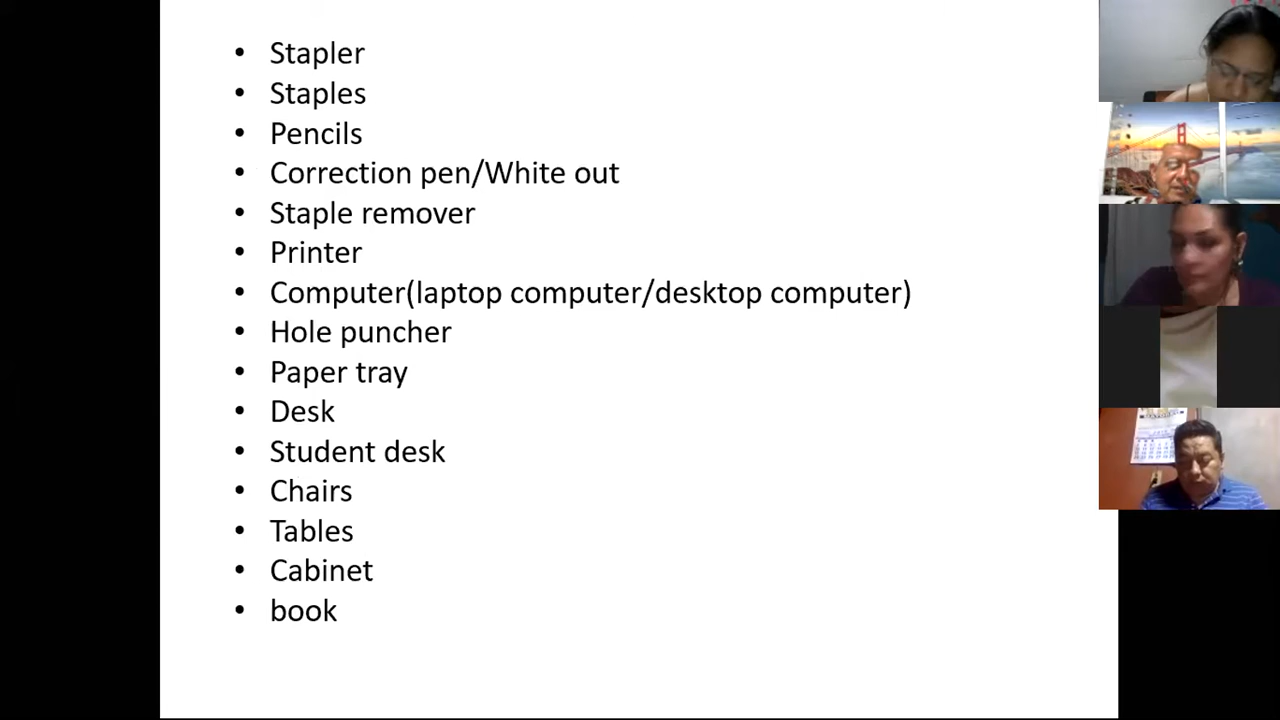 Stapler
Staples
Pencils
Correction pen/White out
Staple remover
Printer
Computer(laptop computer/desktop computer)
Hole puncher
Paper tray
Desk
Student desk
Chairs
Tables
Cabinet
book